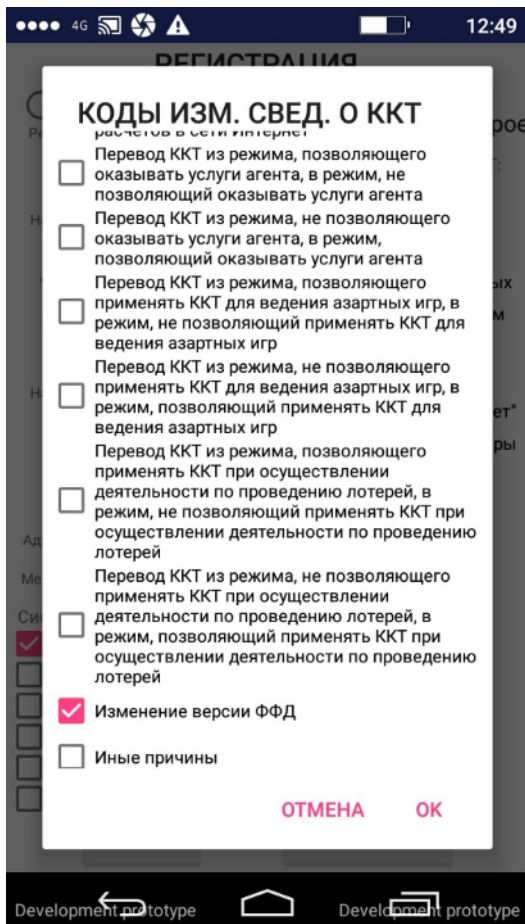 4G 12:49
РЕГИСТРАЦИЯ
КОДЫ ИЗМ. СВЕД. О ККТ
расчетов в сети Интернет
Перевод ККТ из режима, позволяющего
оказывать услуги агента, в режим, не
позволяющий оказывать услуги агента
Перевод ККТ из режима, не позволяющего
оказывать услуги агента, в режим,
позволяющий оказывать услуги агента
Перевод ККТ из режима, позволяющего
применять ККТ для ведения азартных игр, в
режим, не позволяющий применять ККТ для
ведения азартных игр
Перевод ККТ из режима, не позволяющего
применять ККТ для ведения азартных игр, в
режим, позволяющий применять ККТ для
ведения азартных игр
Перевод ККТ из режима, позволяющего
применять ККТ при осуществлении
деятельности по проведению лотерей, в
режим, не позволяющий применять ККТ при
осуществлении деятельности по проведению
лотерей
Перевод ККТ из режима, не позволяющего
применять ККТ при осуществлении
деятельности по проведению лотерей, в
режим, позволяющий применять ККТ при
осуществлении деятельности по проведению
лотерей
Изменение версии ФФД
Иные причины
ОТМЕНА OK
Development prototype Development prototype